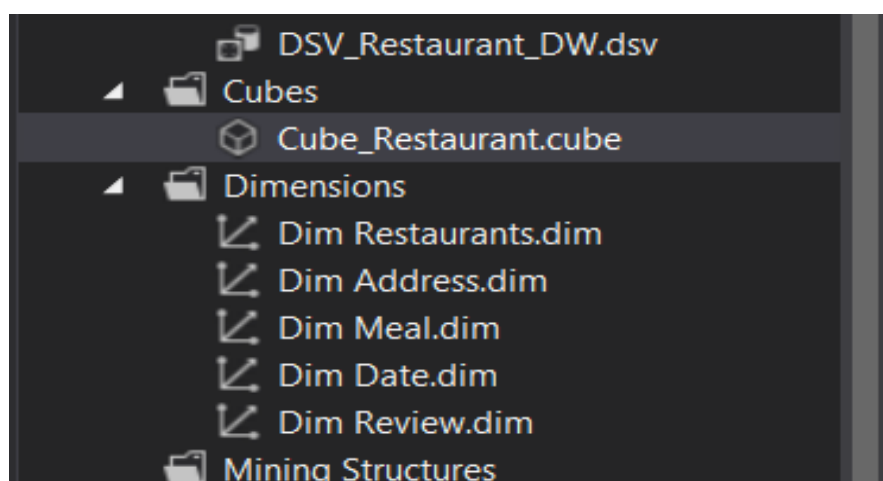 DSV_Restaurant_DW.dsv
Cubes
Cube_Restaurant.cube
Dimensions
Dim Restaurants.dim
Dim Address.dim
Dim Meal.dim
Dim Date.dim
Dim Review.dim
Mining Structures